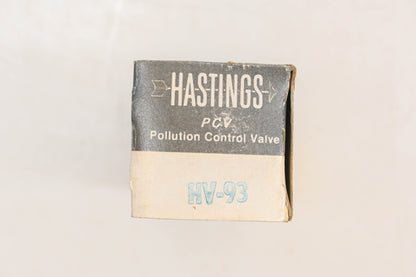 HASTINGS
PCV
Pollution Control Valve
HV-93